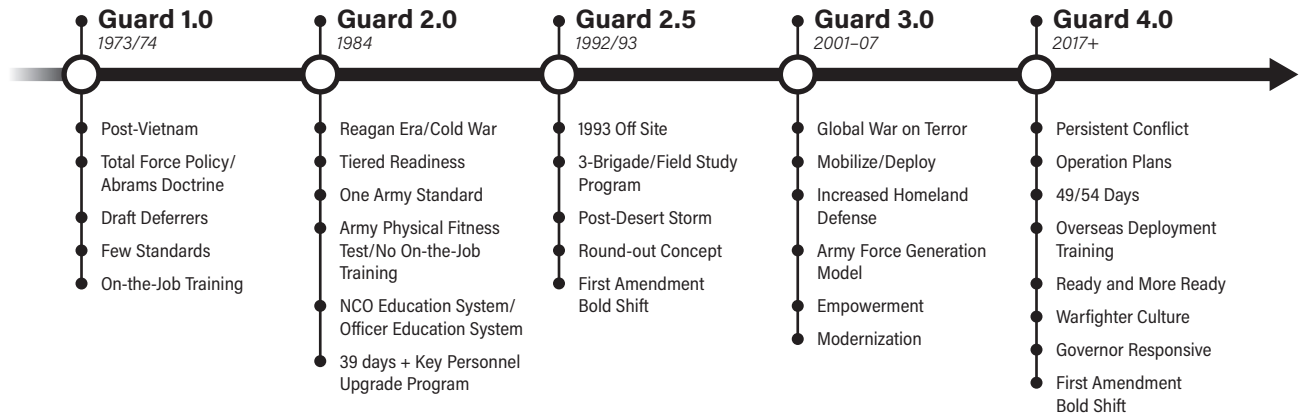 Guard 1.0
1973/74
Post-Vietnam
Total Force Policy/
Abrams Doctrine
Draft Deferrers
Few Standards
On-the-Job Training
Guard 2.0
1984
Reagan Era/Cold War
Tiered Readiness
One Army Standard
Army Physical Fitness
Test/No On-the-Job
Training
NCO Education System/
Officer Education System
39 days + Key Personnel
Upgrade Program
Guard 2.5
1992/93
1993 Off Site
3-Brigade/Field Study
Program
Post-Desert Storm
Round-out Concept
First Amendment
Bold Shift
Guard 3.0
2001–07
Global War on Terror
Mobilize/Deploy
Increased Homeland
Defense
Army Force Generation
Model
Empowerment
Modernization
Guard 4.0
2017+
Persistent Conflict
Operation Plans
49/54 Days
Overseas Deployment
Training
Ready and More Ready
Warfighter Culture
Governor Responsive
First Amendment
Bold Shift